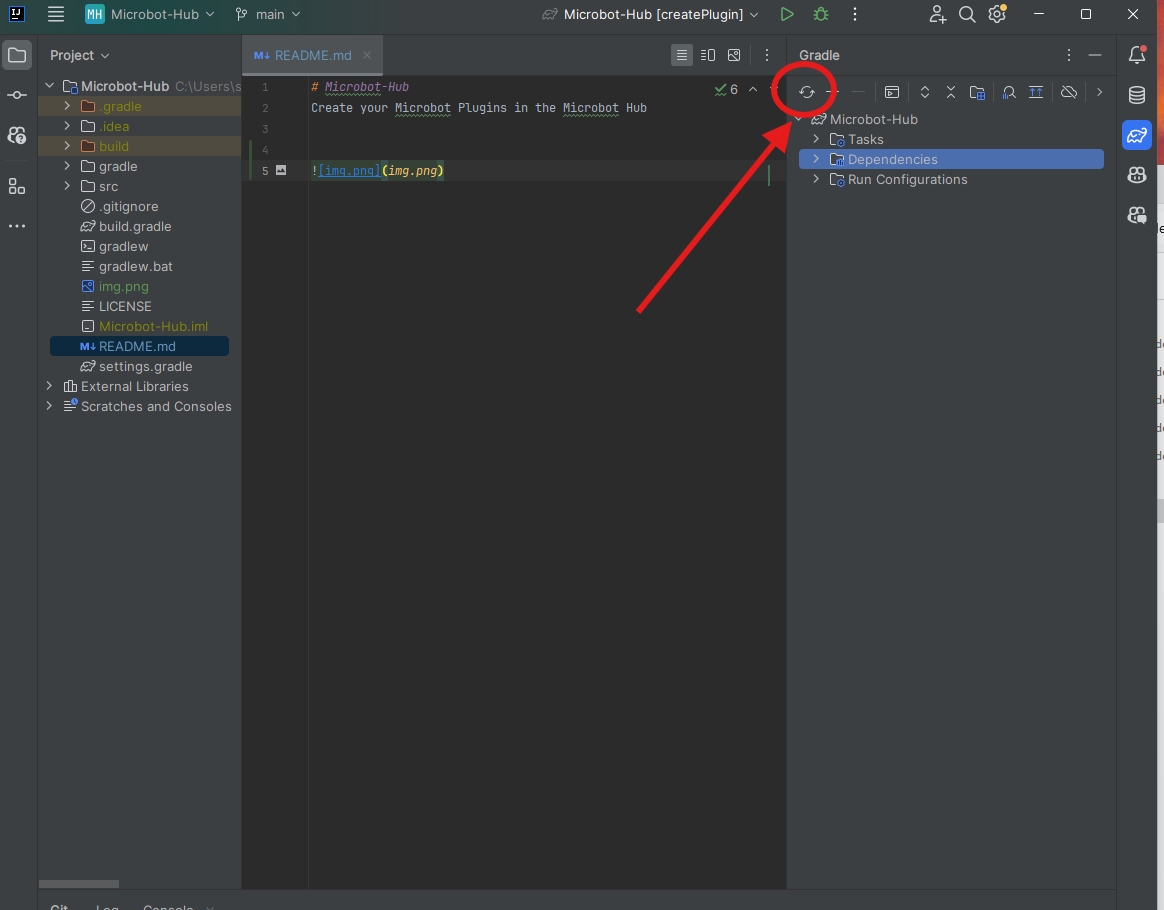 MH Microbot-Hub main Microbot-Hub [createPlugin]
Project
README.md
Gradle
Microbot-Hub C:\Users\s
.gradle
.idea
build
gradle
src
.gitignore
build.gradle
gradlew
gradlew.bat
img.png
LICENSE
Microbot-Hub.iml
README.md
settings.gradle
External Libraries
Scratches and Consoles
1 # Microbot-Hub
2 Create your Microbot Plugins in the Microbot Hub
3
4
5 ![img.png](img.png)
6
Microbot-Hub
Tasks
Dependencies
Run Configurations
Git Log Console